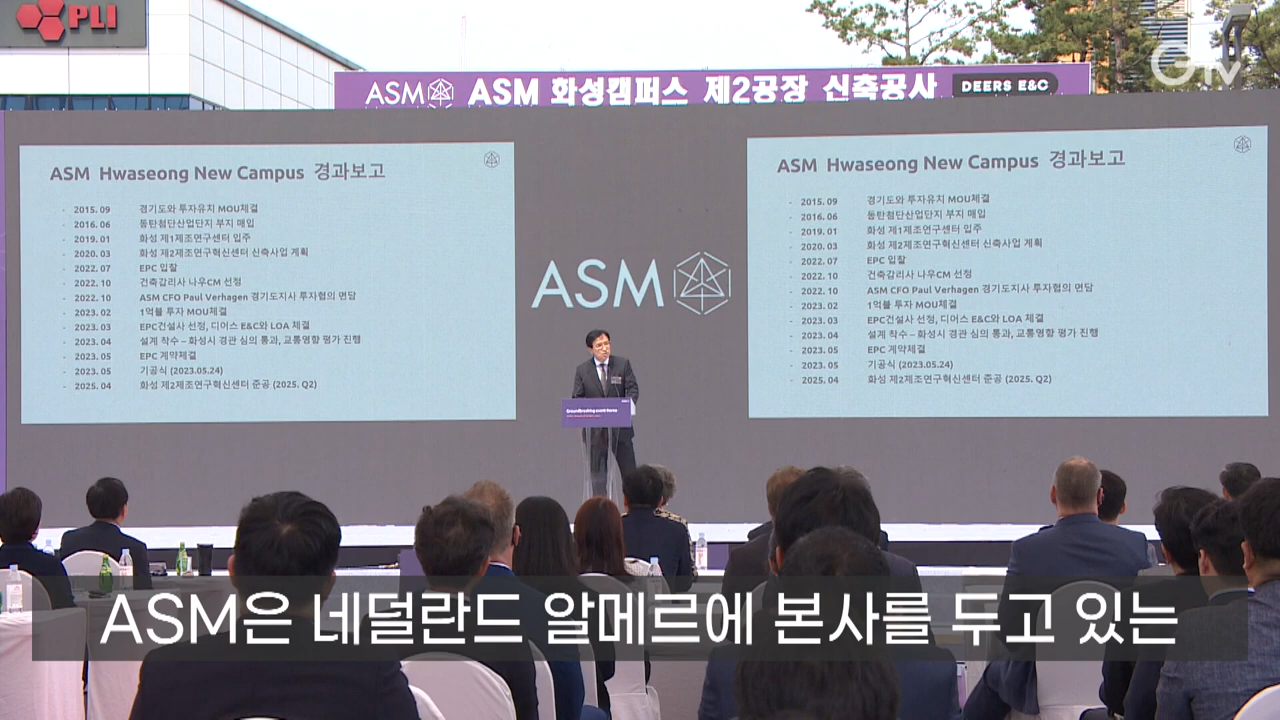 PLI
GTV
ASM ASM 화성캠퍼스 제2공장 신축공사 DEERS E&C
ASM Hwaseong New Campus 경과보고
- 2015. 09 경기도와 투자유치 MOU체결
- 2016. 06 동탄첨단산업단지 부지 매입
- 2019. 01 화성 제1제조연구센터 입주
- 2020. 03 화성 제2제조연구혁신센터 신축사업 계획
- 2022. 07 EPC 입찰
- 2022. 10 건축감리사 나우CM 선정
- 2022. 10 ASM CFO Paul Verhagen 경기도지사 투자협의 면담
- 2023. 02 1억불 투자 MOU체결
- 2023. 03 EPC건설사 선정, 디어스 E&C와 LOA 체결
- 2023. 04 설계 착수 – 화성시 경관 심의 통과, 교통영향 평가 진행
- 2023. 05 EPC 계약체결
- 2023. 05 기공식 (2023.05.24)
- 2025. 04 화성 제2제조연구혁신센터 준공 (2025. Q2)
ASM
ASM Hwaseong New Campus 경과보고
- 2015. 09 경기도와 투자유치 MOU체결
- 2016. 06 동탄첨단산업단지 부지 매입
- 2019. 01 화성 제1제조연구센터 입주
- 2020. 03 화성 제2제조연구혁신센터 신축사업 계획
- 2022. 07 EPC 입찰
- 2022. 10 건축감리사 나우CM 선정
- 2022. 10 ASM CFO Paul Verhagen 경기도지사 투자협의 면담
- 2023. 02 1억불 투자 MOU체결
- 2023. 03 EPC건설사 선정, 디어스 E&C와 LOA 체결
- 2023. 04 설계 착수 – 화성시 경관 심의 통과, 교통영향 평가 진행
- 2023. 05 EPC 계약체결
- 2023. 05 기공식 (2023.05.24)
- 2025. 04 화성 제2제조연구혁신센터 준공 (2025. Q2)
Groundbreaking event Korea
ASM은 네덜란드 알메르에 본사를 두고 있는